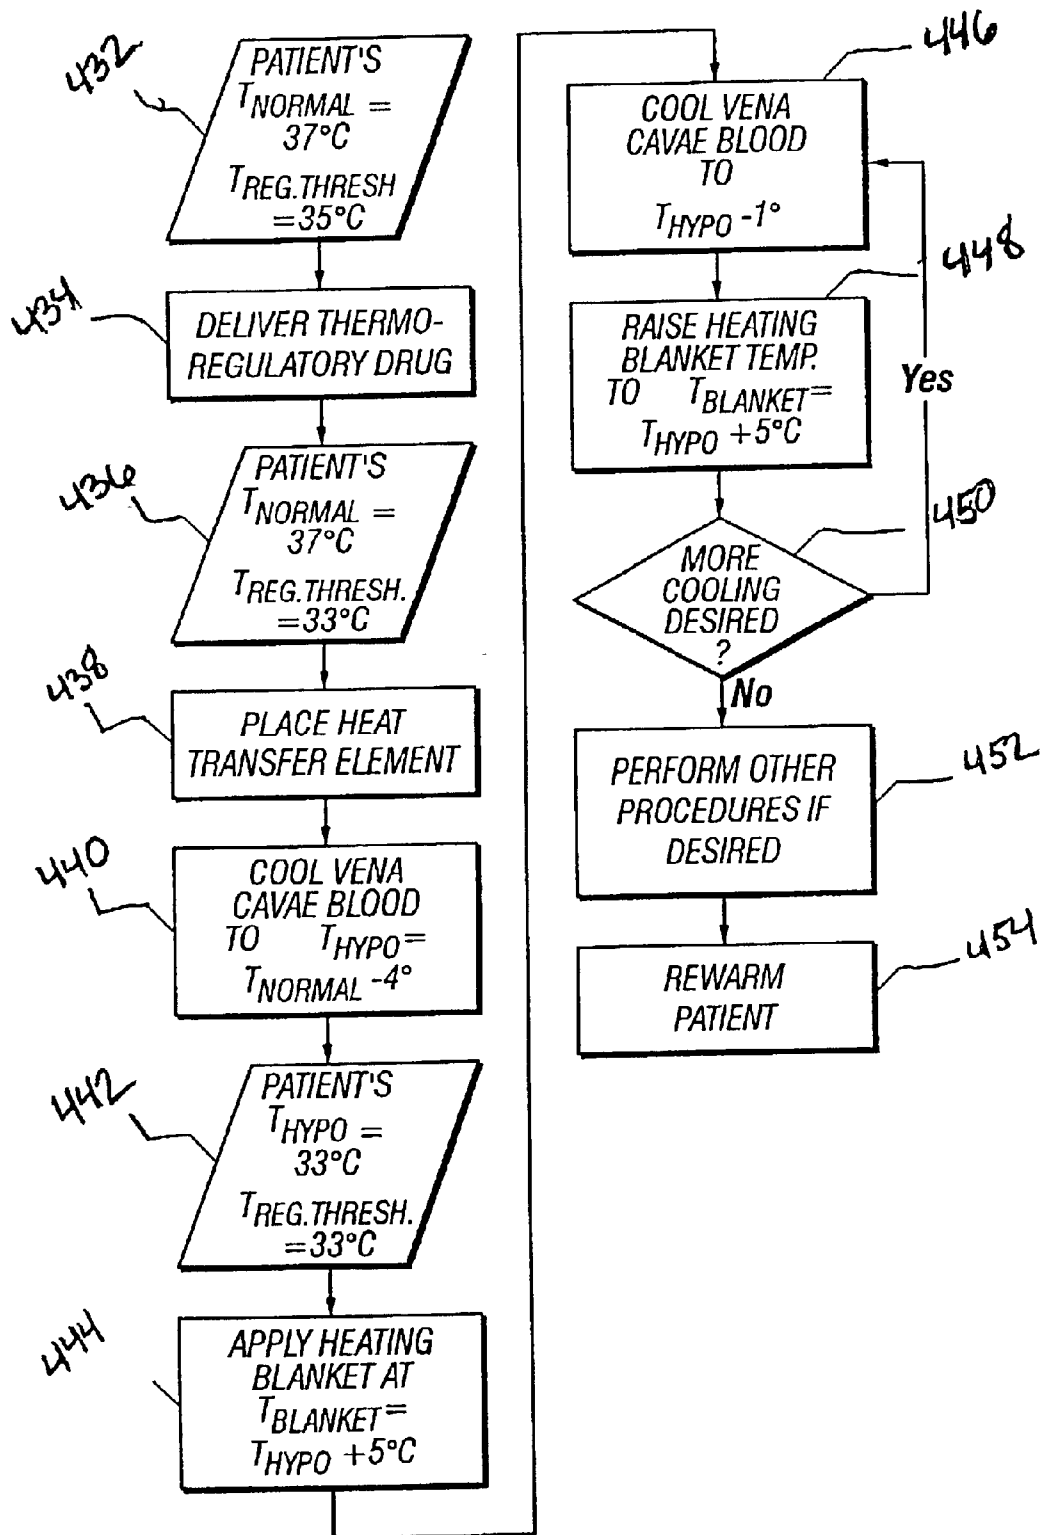 432
PATIENT'S
TNORMAL =
37°C
TREG.THRESH
=35°C
434
DELIVER THERMO-
REGULATORY DRUG
436
PATIENT'S
TNORMAL =
37°C
TREG.THRESH.
=33°C
438
PLACE HEAT
TRANSFER ELEMENT
440
COOL VENA
CAVAE BLOOD
TO THYPO=
TNORMAL -4°
442
PATIENT'S
THYPO =
33°C
TREG.THRESH.
=33°C
444
APPLY HEATING
BLANKET AT
TBLANKET=
THYPO +5°C
446
COOL VENA
CAVAE BLOOD
TO
THYPO -1°
448
RAISE HEATING
BLANKET TEMP.
TO TBLANKET=
THYPO +5°C
Yes
450
MORE
COOLING
DESIRED
?
No
452
PERFORM OTHER
PROCEDURES IF
DESIRED
454
REWARM
PATIENT